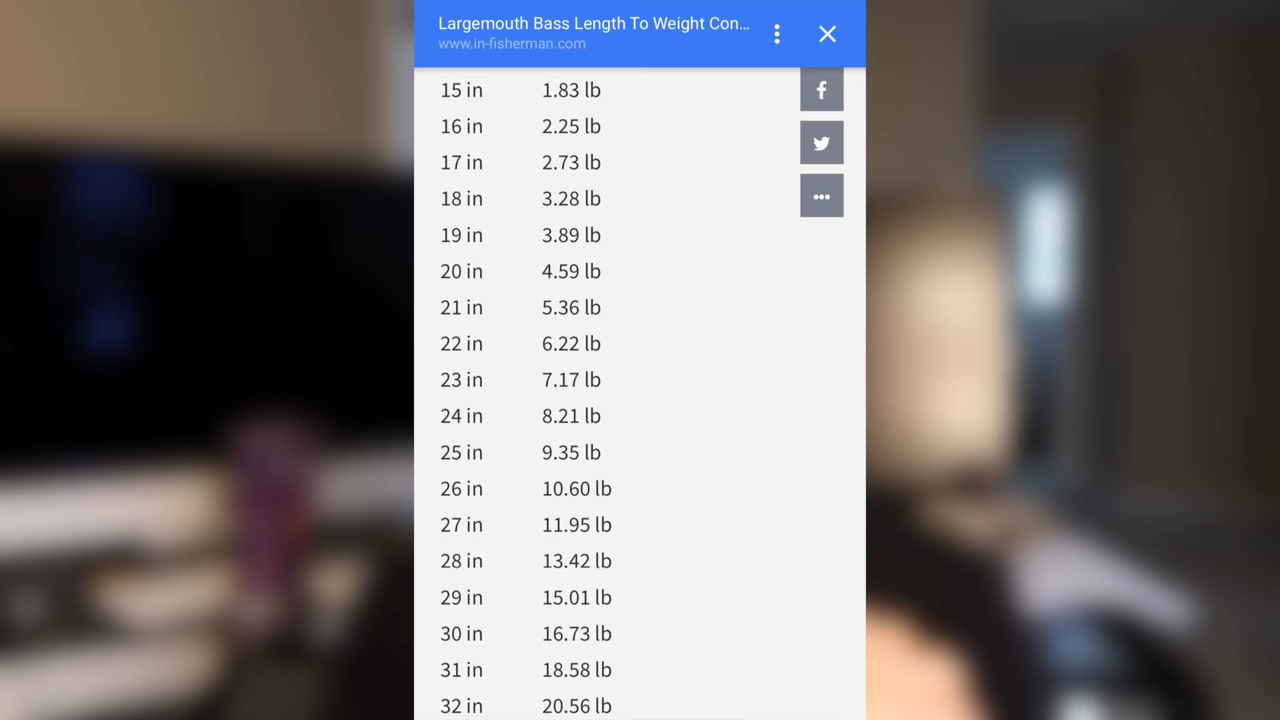 Largemouth Bass Length To Weight Con...
www.in-fisherman.com
15 in 1.83 lb
16 in 2.25 lb
17 in 2.73 lb
18 in 3.28 lb
19 in 3.89 lb
20 in 4.59 lb
21 in 5.36 lb
22 in 6.22 lb
23 in 7.17 lb
24 in 8.21 lb
25 in 9.35 lb
26 in 10.60 lb
27 in 11.95 lb
28 in 13.42 lb
29 in 15.01 lb
30 in 16.73 lb
31 in 18.58 lb
32 in 20.56 lb